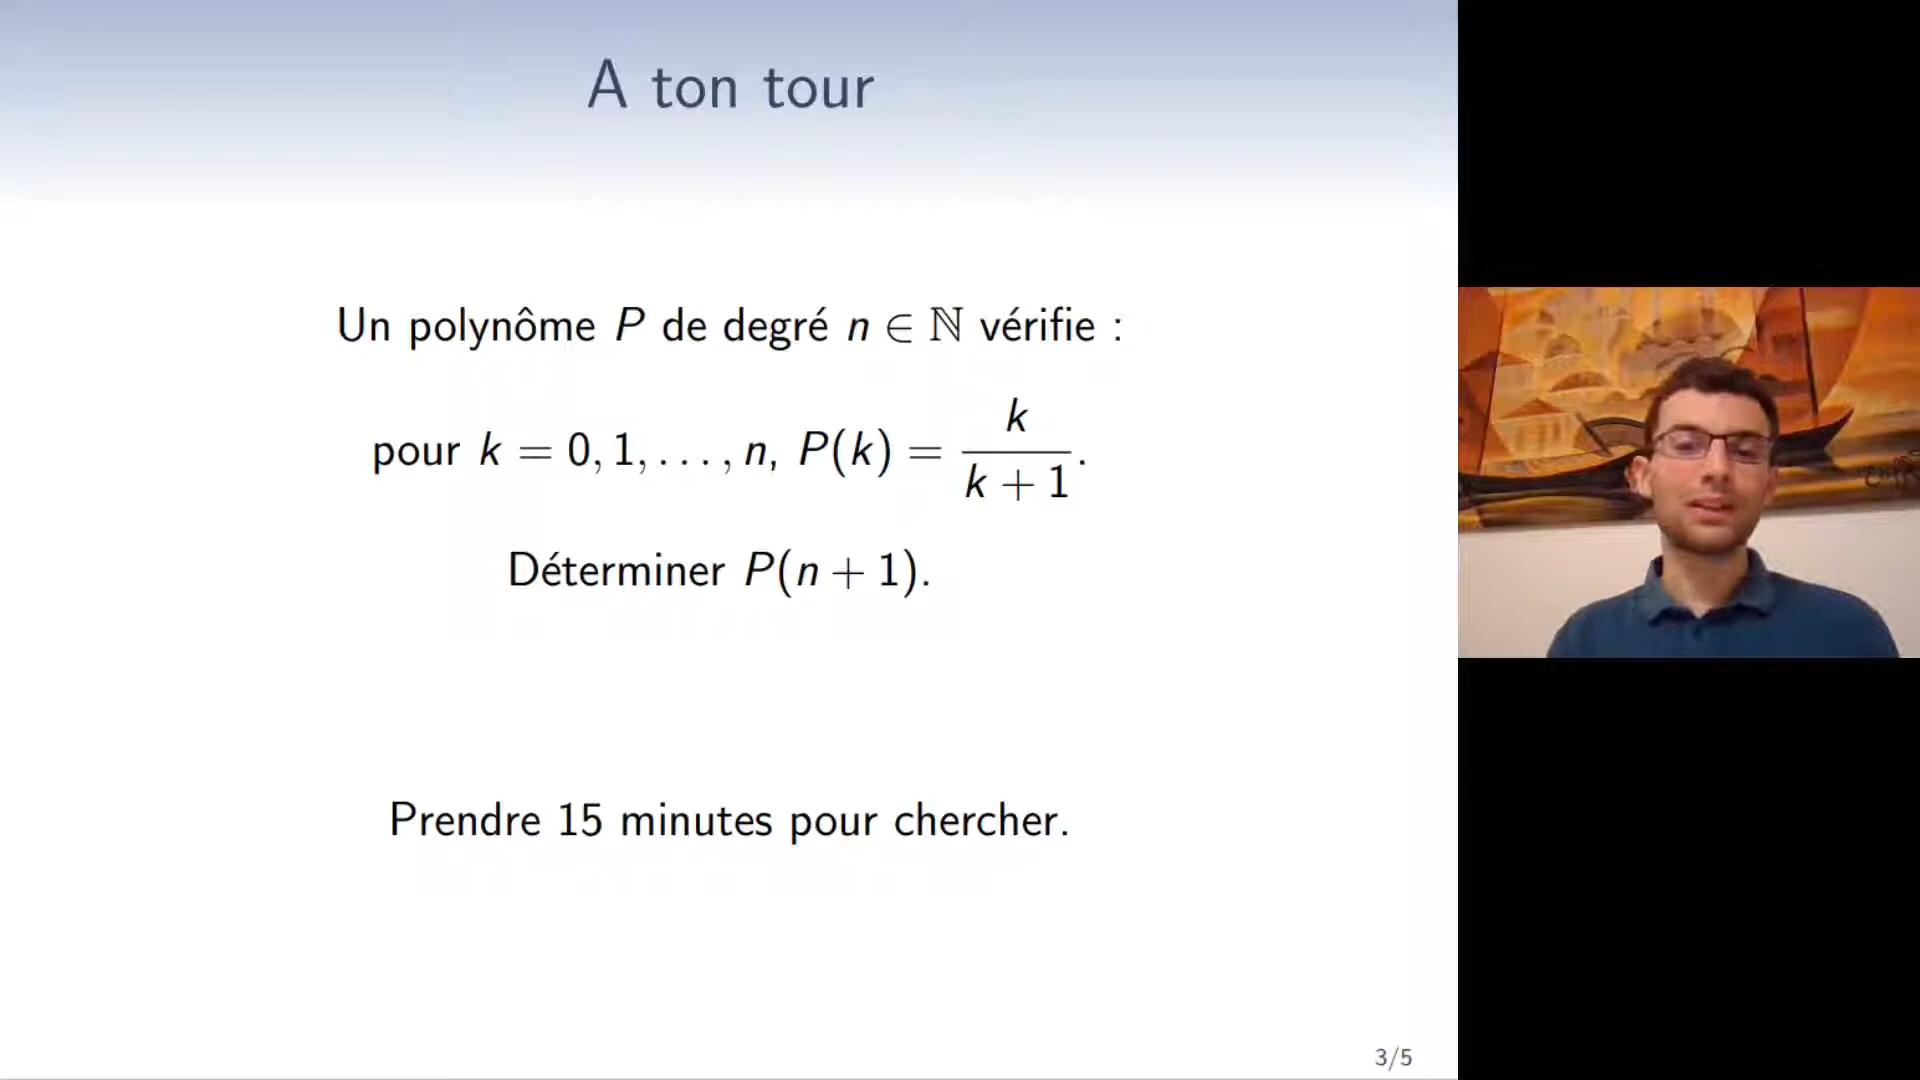 A ton tour
Un polynôme P de degré n ∈ ℕ vérifie :
pour k = 0, 1, . . . , n, P(k) = k/(k + 1).
Déterminer P(n + 1).
Prendre 15 minutes pour chercher.
3/5